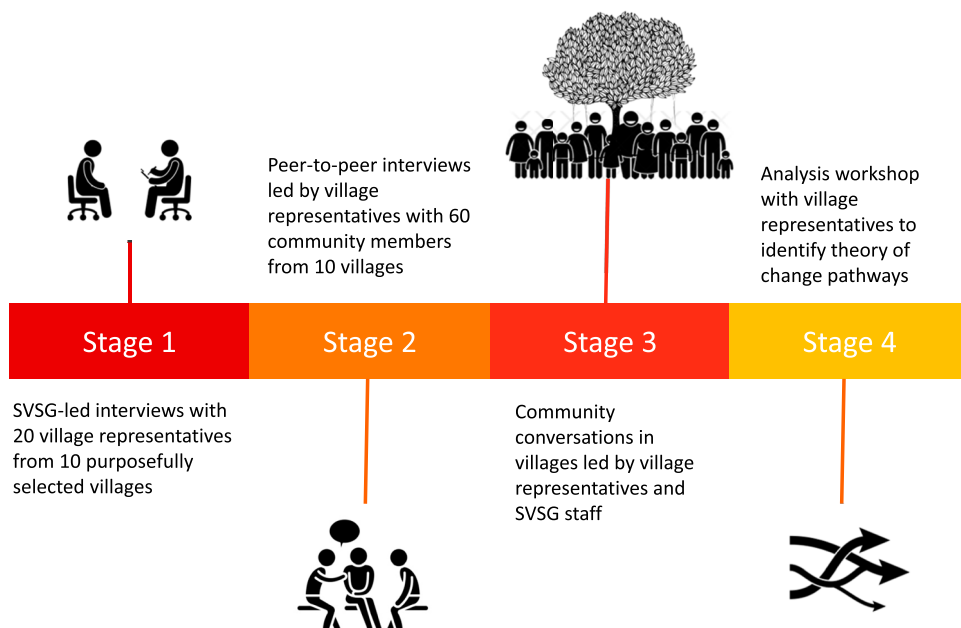 Peer-to-peer interviews
led by village
representatives with 60
community members
from 10 villages
Analysis workshop
with village
representatives to
identify theory of
change pathways
Stage 1
Stage 2
Stage 3
Stage 4
SVSG-led interviews with
20 village representatives
from 10 purposefully
selected villages
Community
conversations in
villages led by village
representatives and
SVSG staff